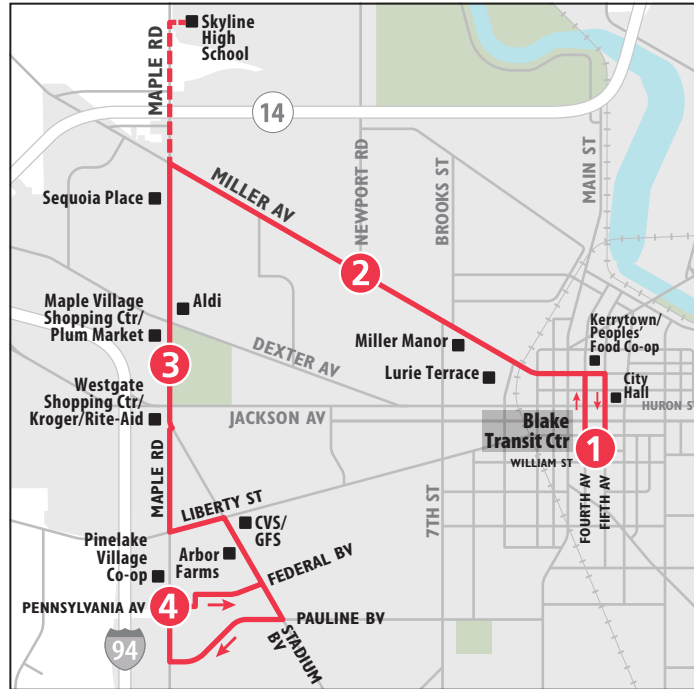 Skyline
High
School
MAPLE RD
14
MAIN ST
Sequoia Place
MILLER AV
NEWPORT RD
BROOKS ST
2
Aldi
Maple Village
Shopping Ctr/
Plum Market
Kerrytown/
Peoples'
Food Co-op
DEXTER AV
Miller Manor
3
Lurie Terrace
City
Hall
Westgate
Shopping Ctr/
Kroger/Rite-Aid
JACKSON AV
HURON ST
Blake
Transit Ctr
1
WILLIAM ST
MAPLE RD
FOURTH AV
FIFTH AV
7TH ST
LIBERTY ST
CVS/
GFS
Pinelake
Village
Co-op
Arbor
Farms
FEDERAL BV
PENNSYLVANIA AV
4
PAULINE BV
STADIUM
BV
94